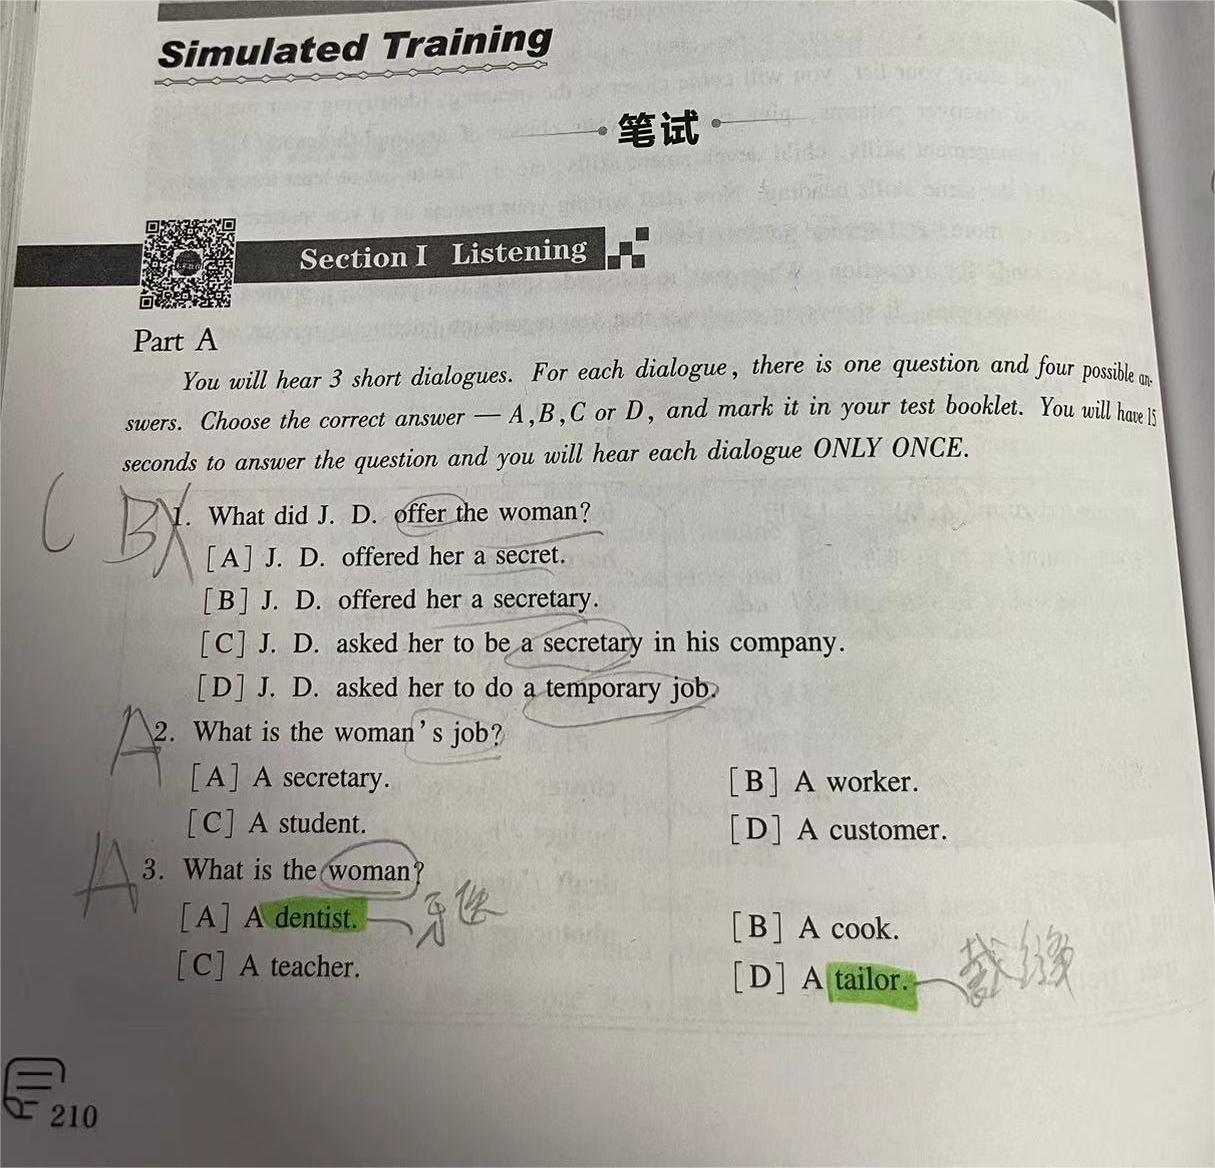 Simulated Training
笔试
Section I Listening
Part A
You will hear 3 short dialogues. For each dialogue, there is one question and four possible an-
swers. Choose the correct answer — A, B, C or D, and mark it in your test booklet. You will have 15
seconds to answer the question and you will hear each dialogue ONLY ONCE.
C B 1. What did J. D. offer the woman?
[A] J. D. offered her a secret.
[B] J. D. offered her a secretary.
[C] J. D. asked her to be a secretary in his company.
[D] J. D. asked her to do a temporary job.
A 2. What is the woman's job?
[A] A secretary. [B] A worker.
[C] A student. [D] A customer.
A 3. What is the woman?
[A] A dentist. 牙医 [B] A cook.
[C] A teacher. [D] A tailor. 裁缝
210